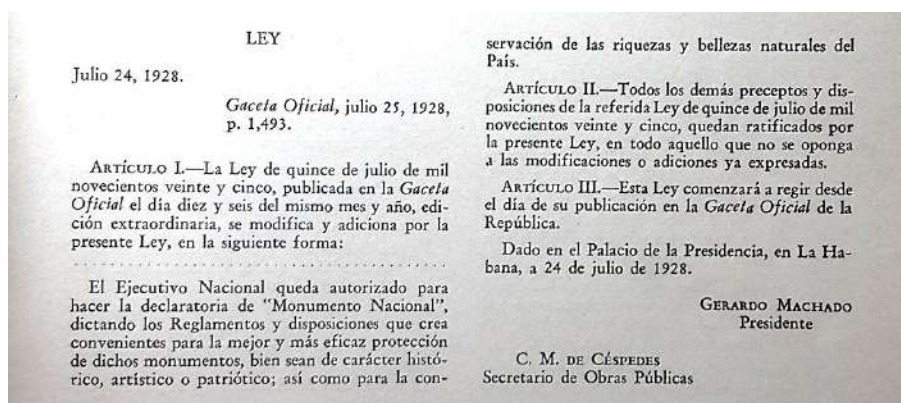 LEY
Julio 24, 1928.
Gaceta Oficial, julio 25, 1928,
p. 1,493.
ARTÍCULO I.—La Ley de quince de julio de mil
novecientos veinte y cinco, publicada en la Gaceta
Oficial el día diez y seis del mismo mes y año, edi-
ción extraordinaria, se modifica y adiciona por la
presente Ley, en la siguiente forma:
. . . . . . . . . . . . . . . . . . . . . . . . . . . . . . . . . . . . . .
El Ejecutivo Nacional queda autorizado para
hacer la declaratoria de "Monumento Nacional",
dictando los Reglamentos y disposiciones que crea
convenientes para la mejor y más eficaz protección
de dichos monumentos, bien sean de carácter histó-
rico, artístico o patriótico; así como para la con-
servación de las riquezas y bellezas naturales del
País.
ARTÍCULO II.—Todos los demás preceptos y dis-
posiciones de la referida Ley de quince de julio de mil
novecientos veinte y cinco, quedan ratificados por
la presente Ley, en todo aquello que no se oponga
a las modificaciones o adiciones ya expresadas.
ARTÍCULO III.—Esta Ley comenzará a regir desde
el día de su publicación en la Gaceta Oficial de la
República.
Dado en el Palacio de la Presidencia, en La Ha-
bana, a 24 de julio de 1928.
GERARDO MACHADO
Presidente
C. M. DE CÉSPEDES
Secretario de Obras Públicas